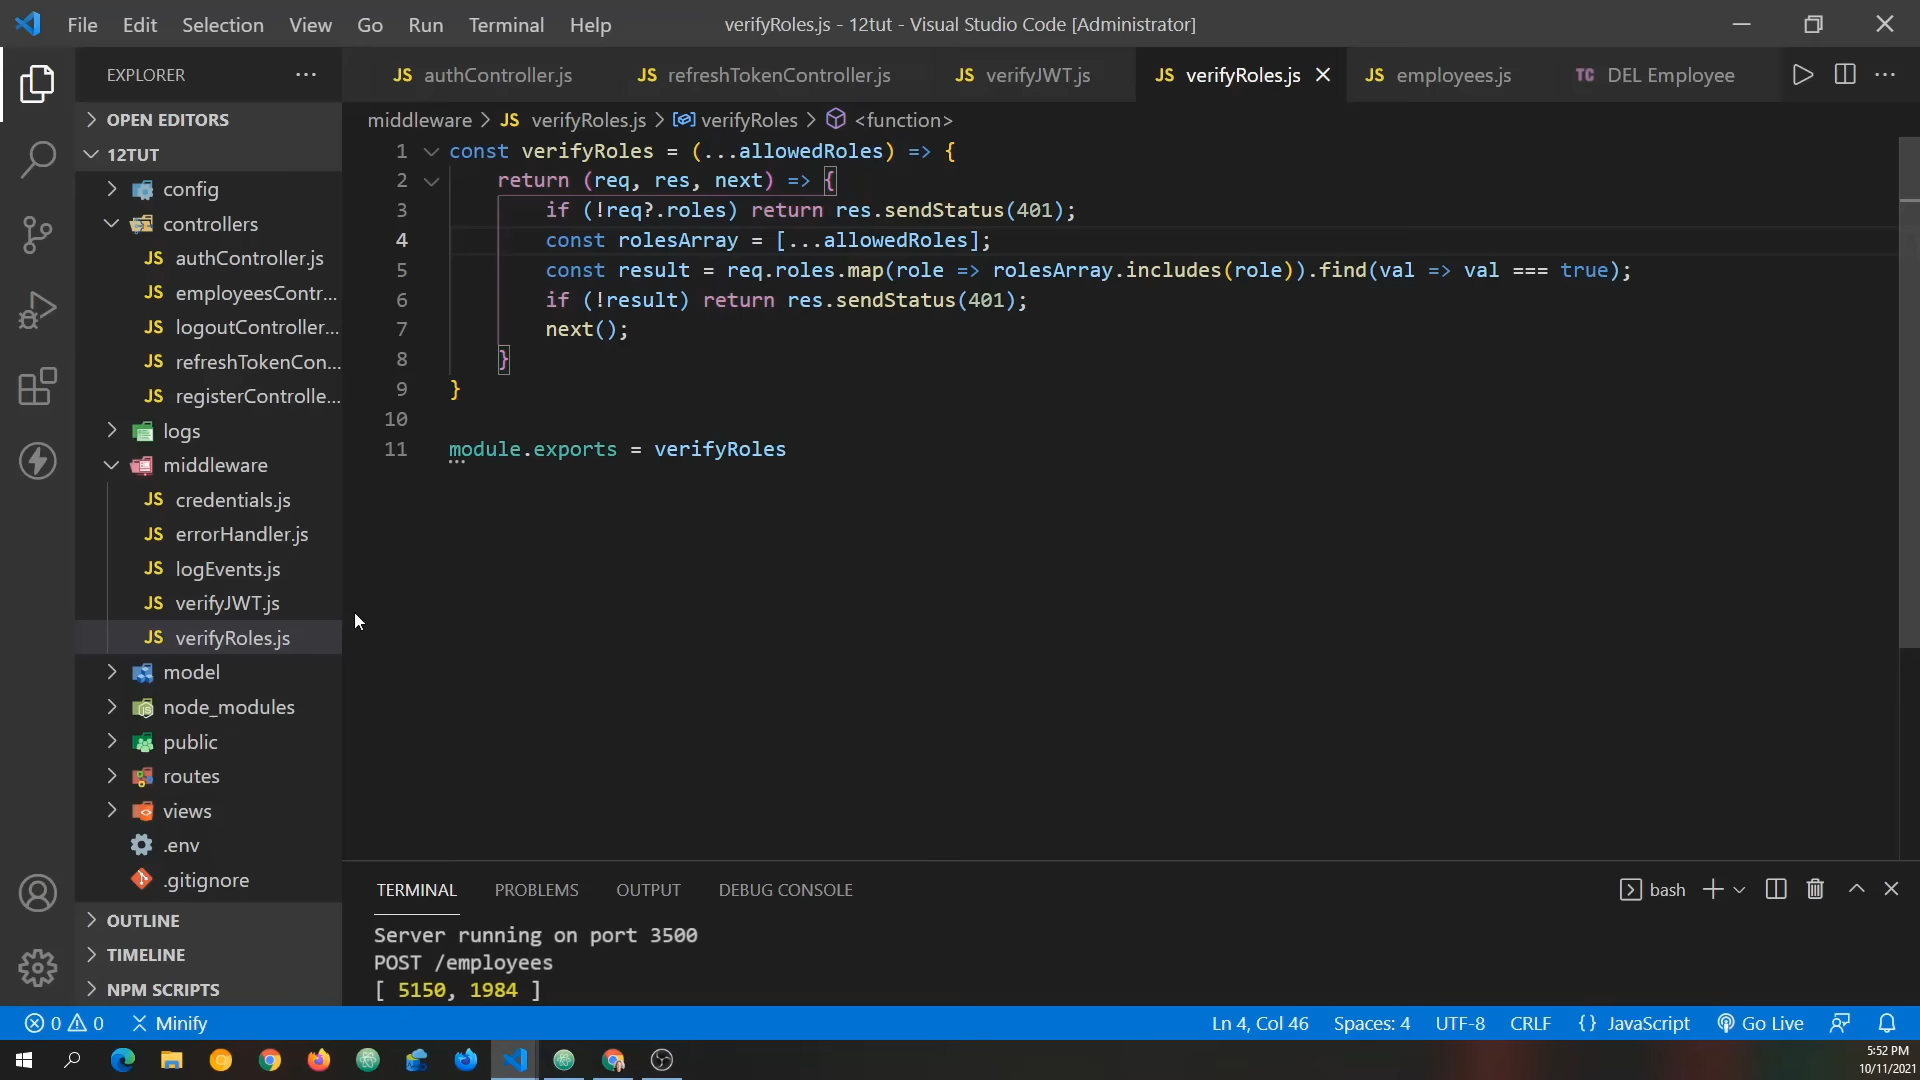 File Edit Selection View Go Run Terminal Help verifyRoles.js - 12tut - Visual Studio Code [Administrator]
EXPLORER ···
JS authController.js JS refreshTokenController.js JS verifyJWT.js JS verifyRoles.js JS employees.js TC DEL Employee
middleware > JS verifyRoles.js > verifyRoles > <function>
OPEN EDITORS
12TUT
config
controllers
JS authController.js
JS employeesContr...
JS logoutController...
JS refreshTokenCon...
JS registerControlle...
logs
middleware
JS credentials.js
JS errorHandler.js
JS logEvents.js
JS verifyJWT.js
JS verifyRoles.js
model
node_modules
public
routes
views
.env
.gitignore
OUTLINE
TIMELINE
NPM SCRIPTS
1 const verifyRoles = (...allowedRoles) => {
2 return (req, res, next) => {
3 if (!req?.roles) return res.sendStatus(401);
4 const rolesArray = [...allowedRoles];
5 const result = req.roles.map(role => rolesArray.includes(role)).find(val => val === true);
6 if (!result) return res.sendStatus(401);
7 next();
8 }
9 }
10
11 module.exports = verifyRoles
TERMINAL PROBLEMS OUTPUT DEBUG CONSOLE bash
Server running on port 3500
POST /employees
[ 5150, 1984 ]
0 0 Minify Ln 4, Col 46 Spaces: 4 UTF-8 CRLF {} JavaScript Go Live
5:52 PM
10/11/2021